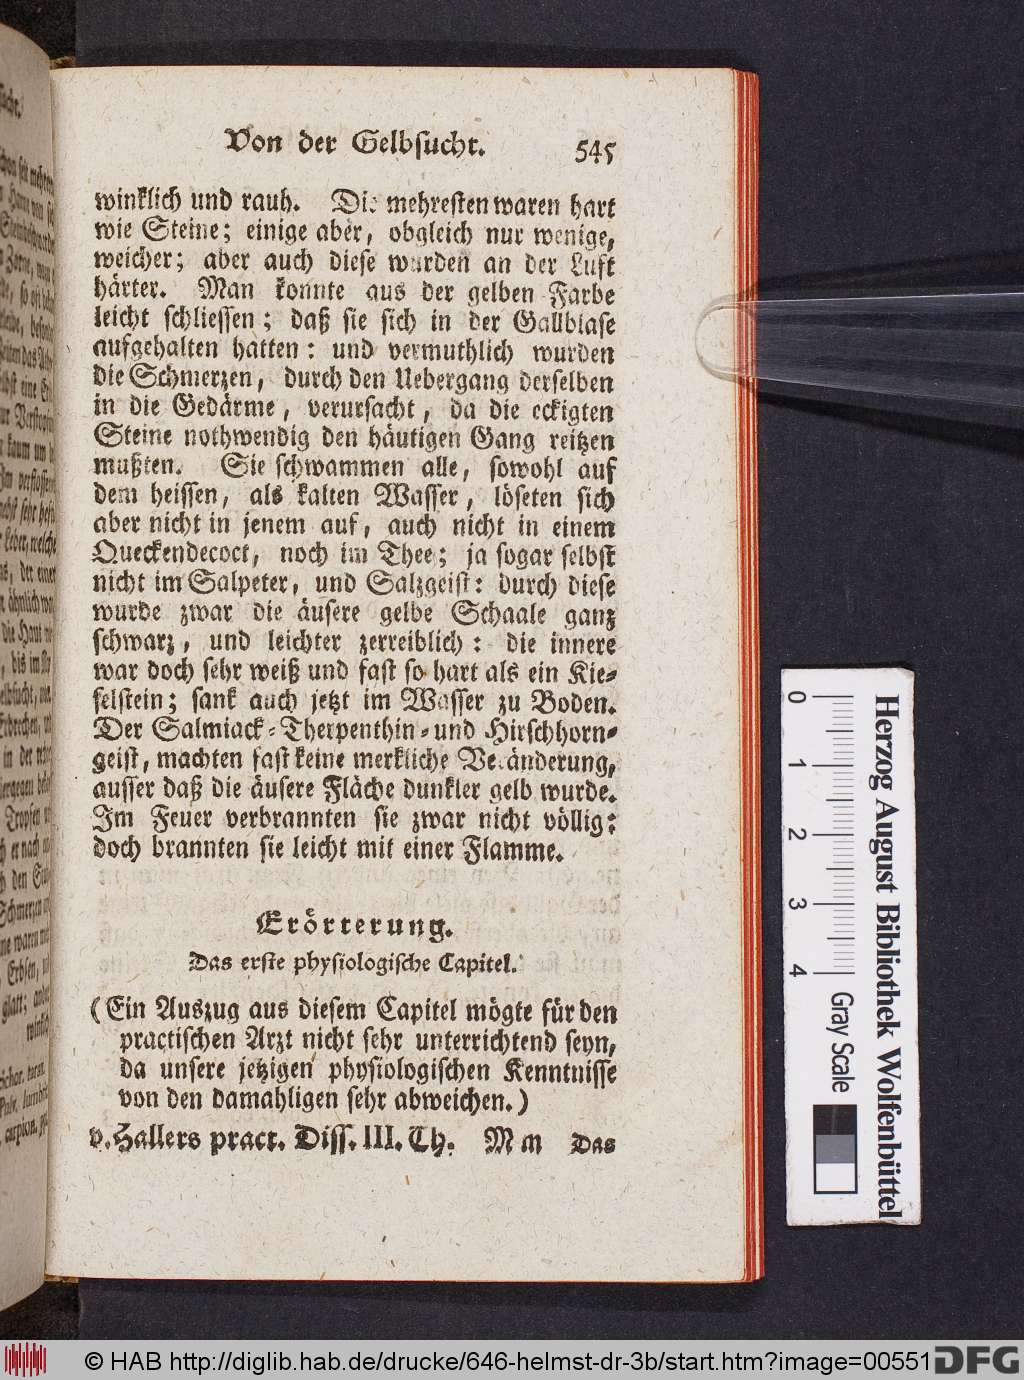 Von der Gelbsucht. 545
winklich und rauh. Die mehresten waren hart
wie Steine; einige aber, obgleich nur wenige,
weicher; aber auch diese wurden an der Luft
härter. Man konnte aus der gelben Farbe
leicht schliessen; daß sie sich in der Gallblase
aufgehalten hatten: und vermuthlich wurden
die Schmerzen, durch den Uebergang derselben
in die Gedärme, verursacht, da die eckigten
Steine nothwendig den häutigen Gang reitzen
mußten. Sie schwammen alle, sowohl auf
dem heissen, als kalten Wasser, löseten sich
aber nicht in jenem auf, auch nicht in einem
Queckendecoct, noch im Thee; ja sogar selbst
nicht im Salpeter, und Salzgeist: durch diese
wurde zwar die äusere gelbe Schaale ganz
schwarz, und leichter zerreiblich: die innere
war doch sehr weiß und fast so hart als ein Kie-
selstein; sank auch jetzt im Wasser zu Boden.
Der Salmiack-Therpenthin-und Hirschhorn-
geist, machten fast keine merkliche Veränderung,
ausser daß die äusere Fläche dunkler gelb wurde.
Im Feuer verbrannten sie zwar nicht völlig:
doch brannten sie leicht mit einer Flamme.
Erörterung.
Das erste physiologische Capitel.
(Ein Auszug aus diesem Capitel mögte für den
practischen Arzt nicht sehr unterrichtend seyn,
da unsere jetzigen physiologischen Kenntnisse
von den damahligen sehr abweichen.)
v. Hallers pract. Diss. III. Th. Mm Das
0 1 2 3 4
Herzog August Bibliothek Wolfenbüttel
Gray Scale
© HAB http://diglib.hab.de/drucke/646-helmst-dr-3b/start.htm?image=00551
DFG